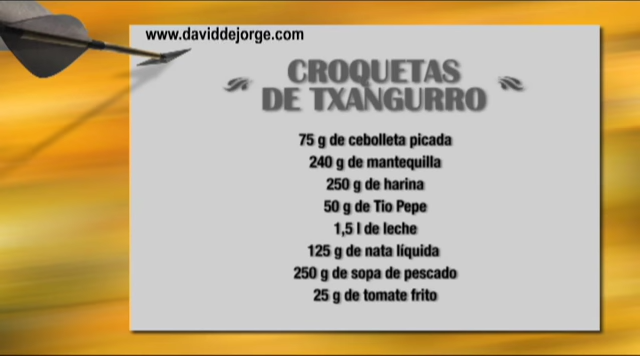 www.daviddejorge.com
CROQUETAS
DE TXANGURRO
75 g de cebolleta picada
240 g de mantequilla
250 g de harina
50 g de Tio Pepe
1,5 l de leche
125 g de nata líquida
250 g de sopa de pescado
25 g de tomate frito